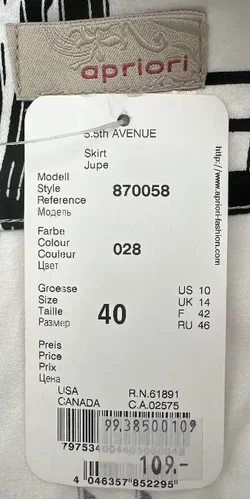 apriori
5.5th AVENUE
Skirt
Jupe
Modell
Style
Reference
Модель
870058
Farbe
Colour
Couleur
Цвет
028
Groesse
Size
Taille
Размер
40
US 10
UK 14
F 42
RU 46
Preis
Price
Prix
Цена
USA R.N.61891
CANADA C.A.02575
99.38500109
109.-
4 046357 852295
http://www.apriori-fashion.com